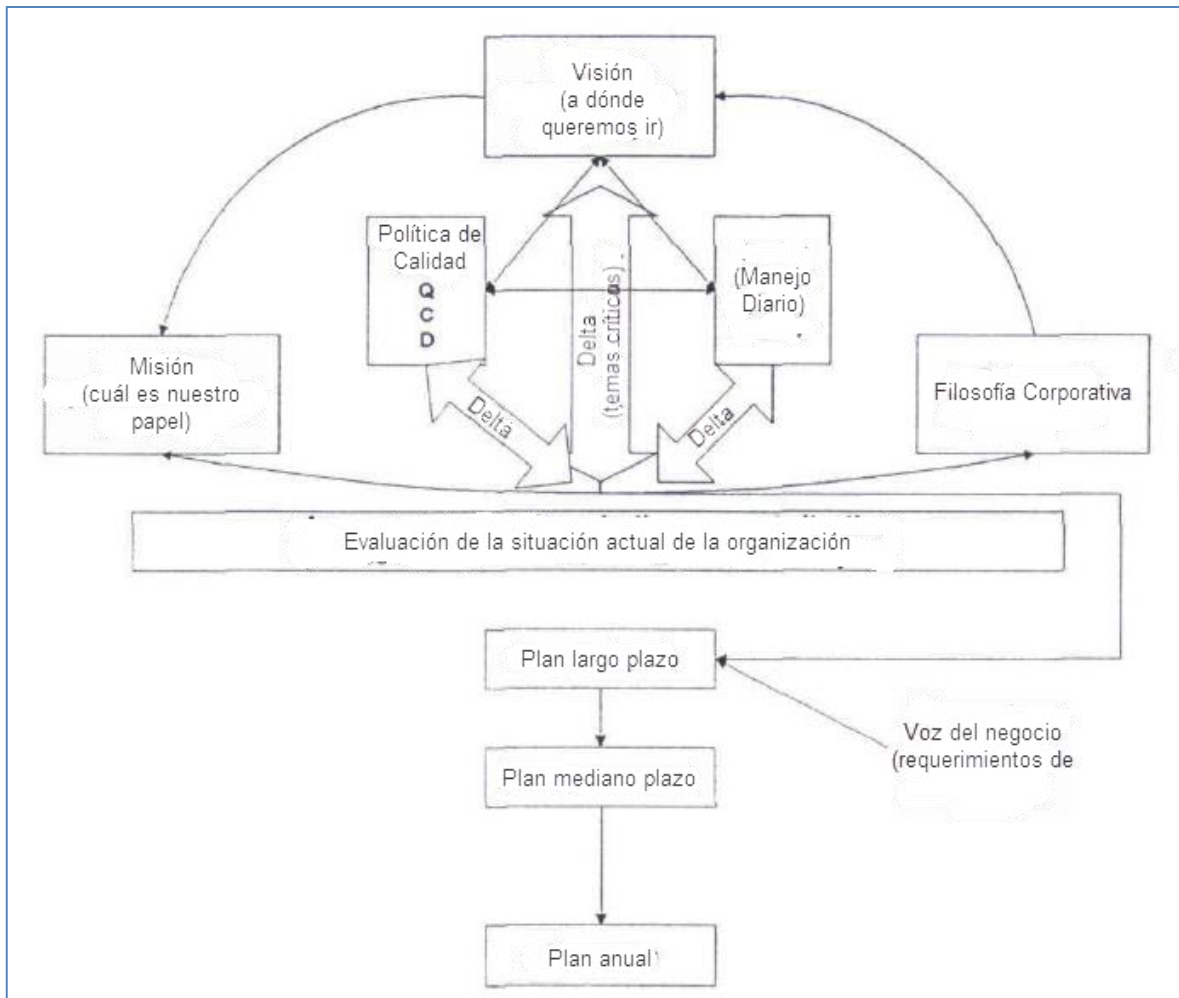 Visión
(a dónde
queremos ir)
Política de
Calidad
Q
C
D
Delta
(temas críticos)
(Manejo
Diario)
Misión
(cuál es nuestro
papel)
Delta
Delta
Filosofía Corporativa
Evaluación de la situación actual de la organización
Plan largo plazo
Voz del negocio
(requerimientos de
Plan mediano plazo
Plan anual